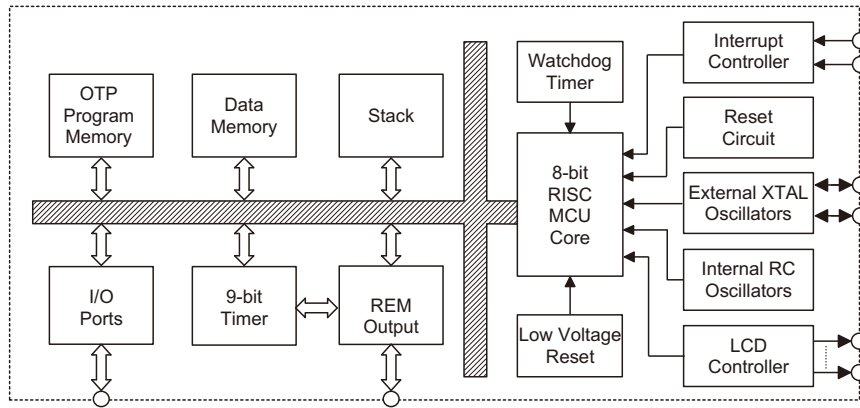 OTP
Program
Memory
Data
Memory
Stack
I/O
Ports
9-bit
Timer
REM
Output
Watchdog
Timer
8-bit
RISC
MCU
Core
Low Voltage
Reset
Interrupt
Controller
Reset
Circuit
External XTAL
Oscillators
Internal RC
Oscillators
LCD
Controller